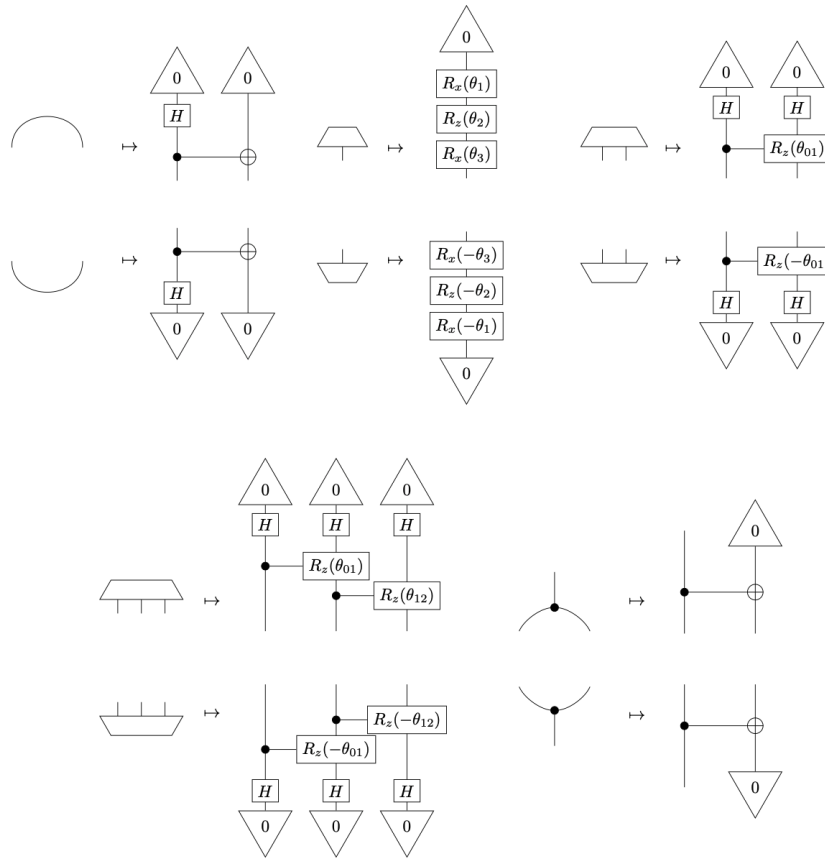 0
0 0 0 0
R_x(θ_1)
H H H
↦ ↦ R_z(θ_2) ↦
R_x(θ_3) R_z(θ_01)
↦ ↦ R_x(-θ_3) ↦ R_z(-θ_01
H R_z(-θ_2) H H
0 0 R_x(-θ_1) 0 0
0
0 0 0
H H H 0
R_z(θ_01)
↦ R_z(θ_12) ↦
↦ R_z(-θ_12) ↦
R_z(-θ_01)
H H H 0
0 0 0